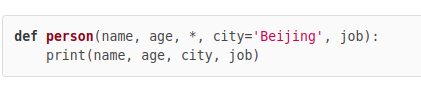 def person(name, age, *, city='Beijing', job):
    print(name, age, city, job)